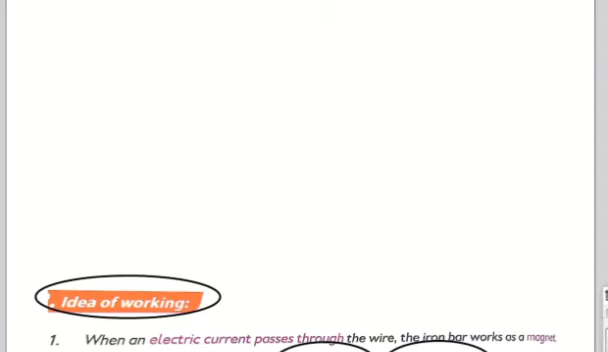 . Idea of working:
1. When an electric current passes through the wire, the iron bar works as a magnet